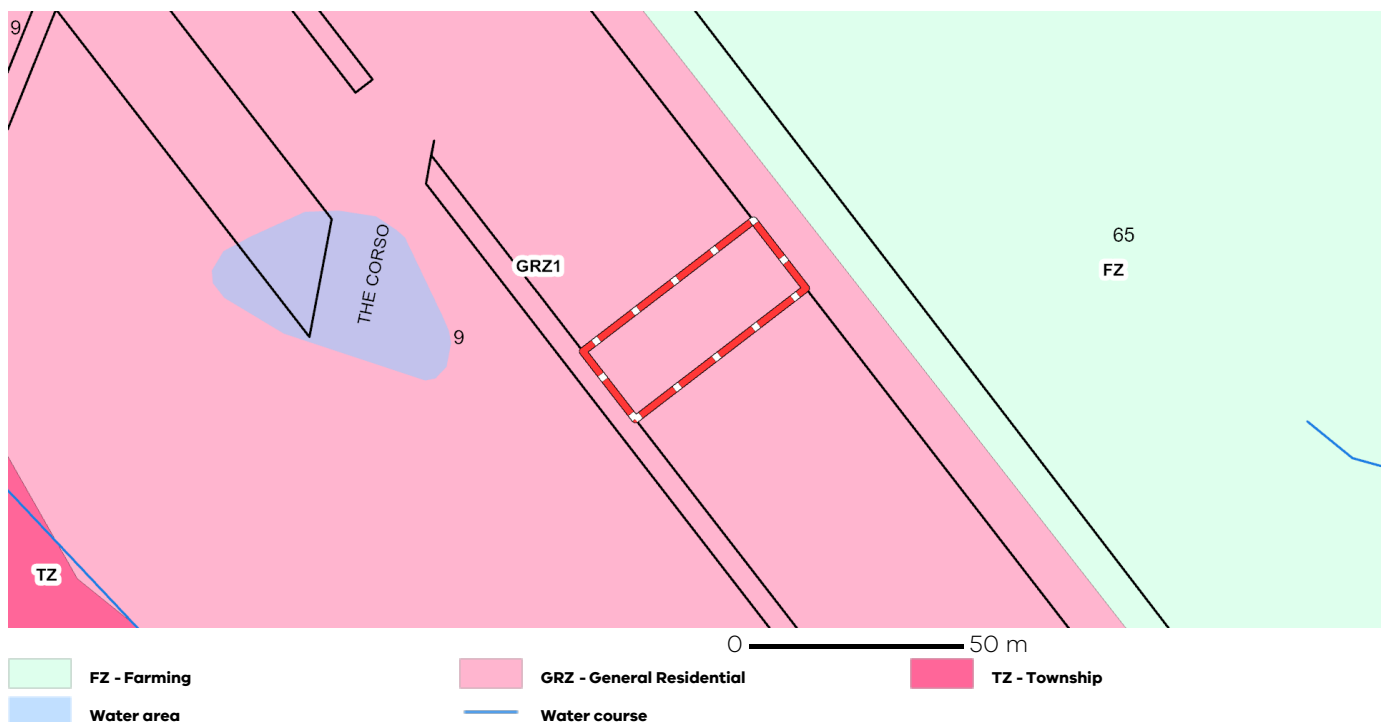 9
65
FZ
GRZ1
THE CORSO
9
TZ
0 50 m
FZ - Farming GRZ - General Residential TZ - Township
Water area Water course